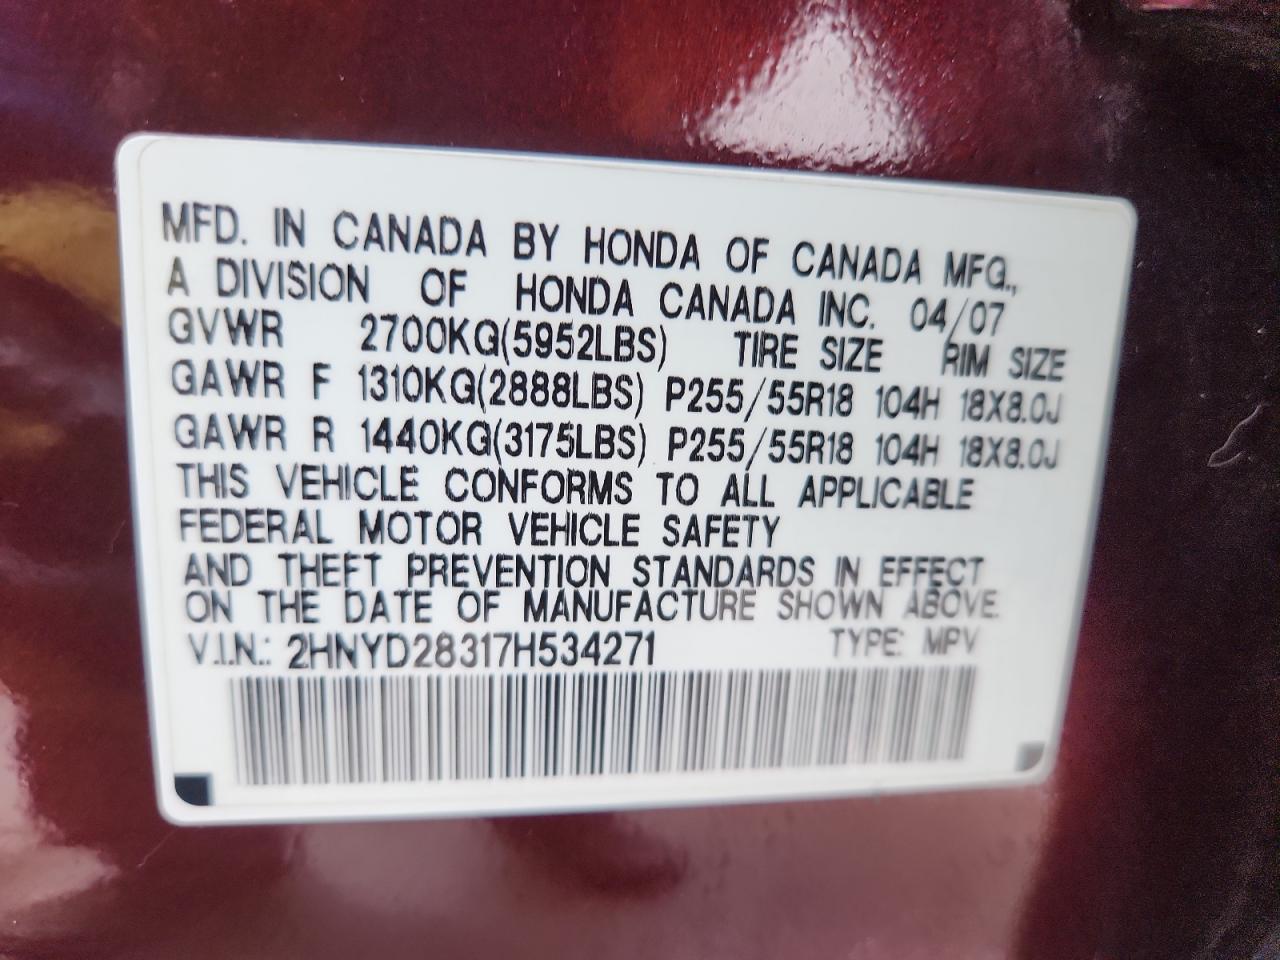 MFD. IN CANADA BY HONDA OF CANADA MFG.,
A DIVISION OF HONDA CANADA INC. 04/07
GVWR 2700KG(5952LBS) TIRE SIZE RIM SIZE
GAWR F 1310KG(2888LBS) P255/55R18 104H 18X8.0J
GAWR R 1440KG(3175LBS) P255/55R18 104H 18X8.0J
THIS VEHICLE CONFORMS TO ALL APPLICABLE
FEDERAL MOTOR VEHICLE SAFETY
AND THEFT PREVENTION STANDARDS IN EFFECT
ON THE DATE OF MANUFACTURE SHOWN ABOVE.
V.I.N.: 2HNYD28317H534271 TYPE: MPV